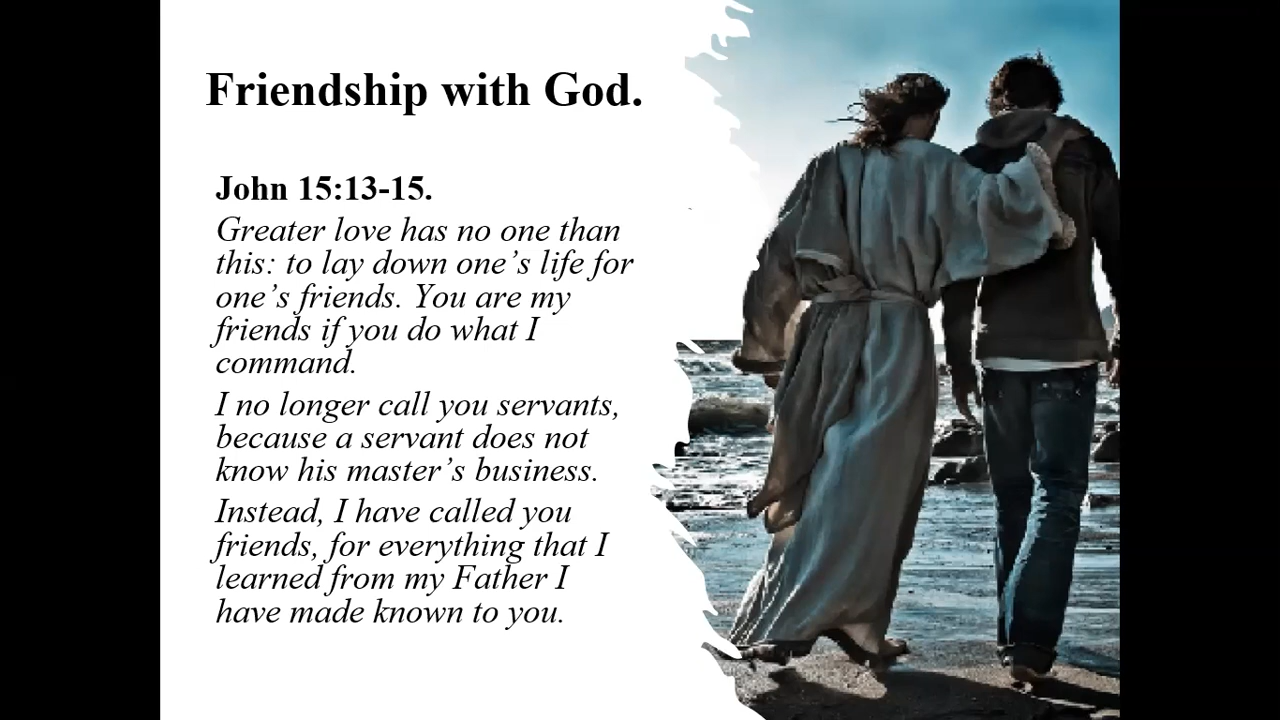 Friendship with God.
John 15:13-15.
Greater love has no one than
this: to lay down one’s life for
one’s friends. You are my
friends if you do what I
command.
I no longer call you servants,
because a servant does not
know his master’s business.
Instead, I have called you
friends, for everything that I
learned from my Father I
have made known to you.